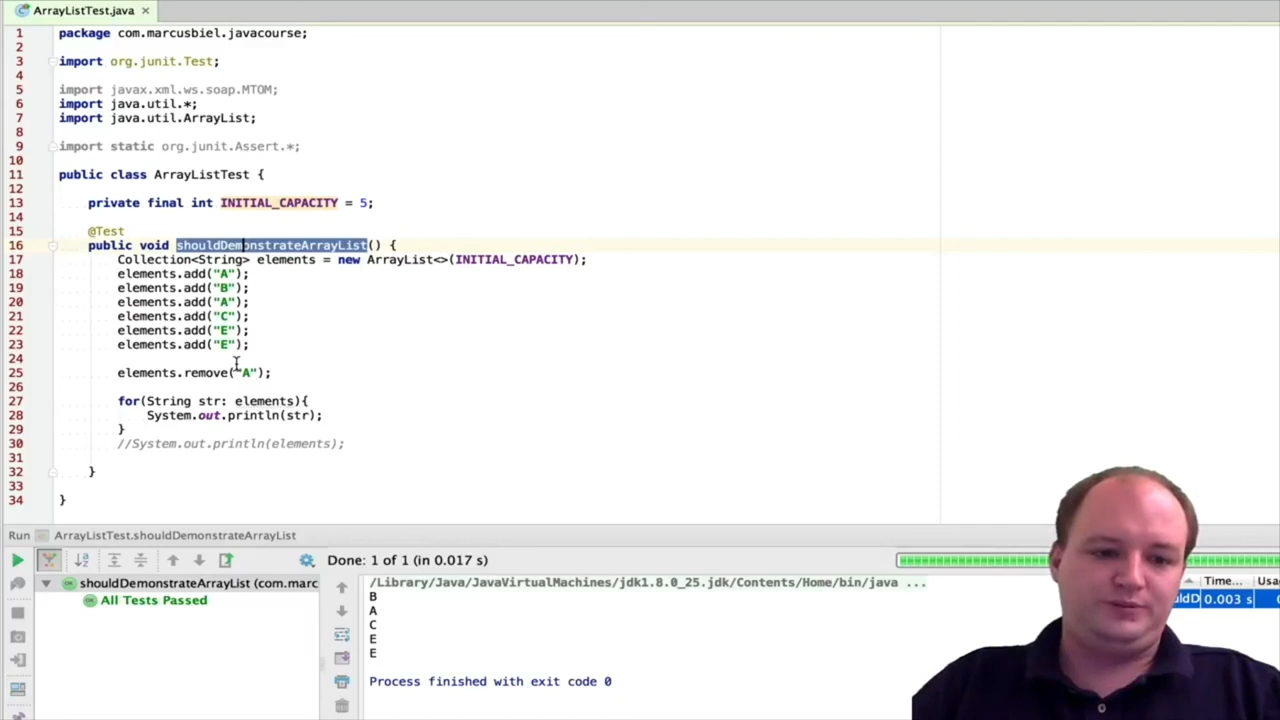 ArrayListTest.java ×
1 package com.marcusbiel.javacourse;
2
3 import org.junit.Test;
4
5 import javax.xml.ws.soap.MTOM;
6 import java.util.*;
7 import java.util.ArrayList;
8
9 import static org.junit.Assert.*;
10
11 public class ArrayListTest {
12
13 private final int INITIAL_CAPACITY = 5;
14
15 @Test
16 public void shouldDemonstrateArrayList() {
17 Collection<String> elements = new ArrayList<>(INITIAL_CAPACITY);
18 elements.add("A");
19 elements.add("B");
20 elements.add("A");
21 elements.add("C");
22 elements.add("E");
23 elements.add("E");
24
25 elements.remove("A");
26
27 for(String str: elements){
28 System.out.println(str);
29 }
30 //System.out.println(elements);
31
32 }
33
34 }
Run ArrayListTest.shouldDemonstrateArrayList
Done: 1 of 1 (in 0.017 s)
shouldDemonstrateArrayList (com.marc
All Tests Passed
/Library/Java/JavaVirtualMachines/jdk1.8.0_25.jdk/Contents/Home/bin/java ...
B
A
C
E
E
Process finished with exit code 0
Time... Usa
0.003 s